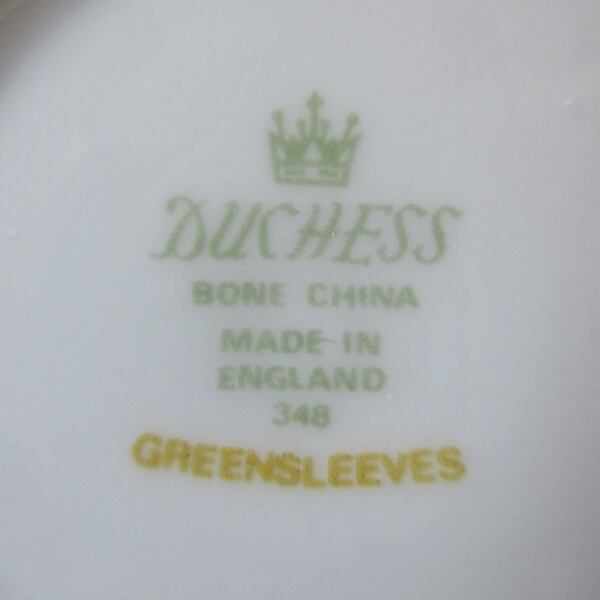 DUCHESS
BONE CHINA
MADE IN
ENGLAND
348
GREENSLEEVES